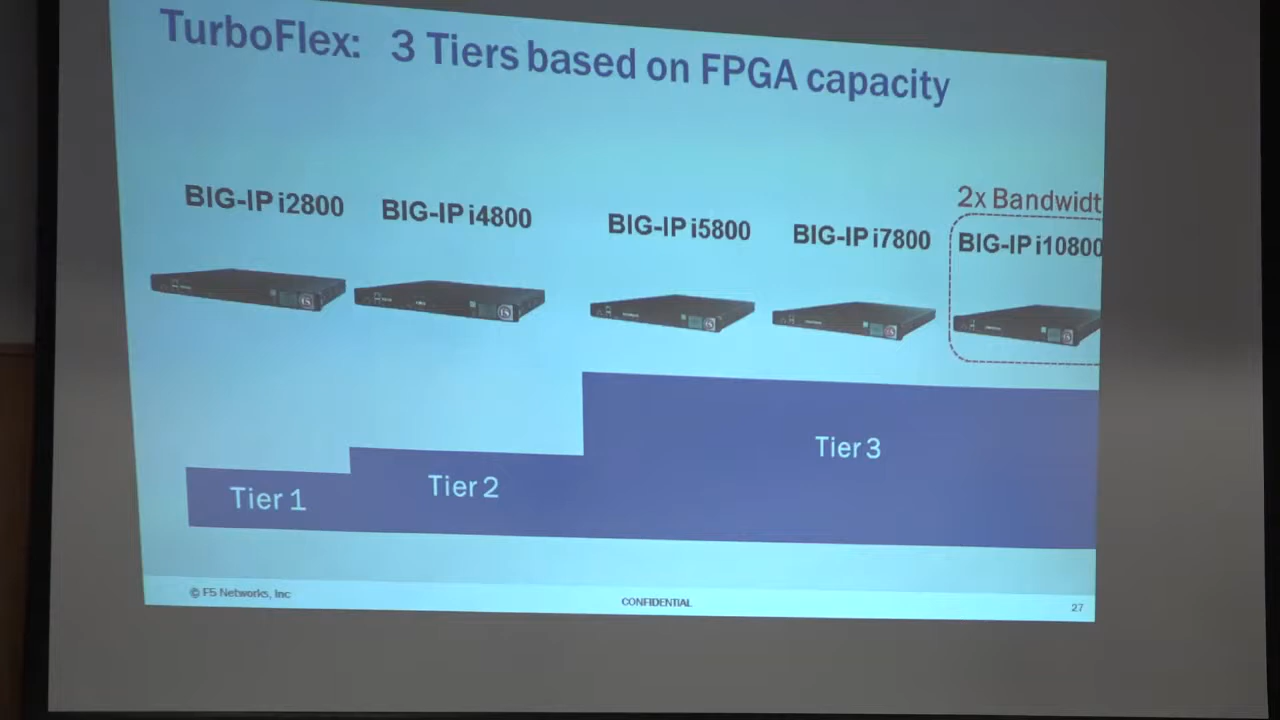 TurboFlex: 3 Tiers based on FPGA capacity
2x Bandwidt
BIG-IP i2800
BIG-IP i4800
BIG-IP i5800
BIG-IP i7800
BIG-IP i10800
Tier 1
Tier 2
Tier 3
© F5 Networks, Inc
CONFIDENTIAL
27